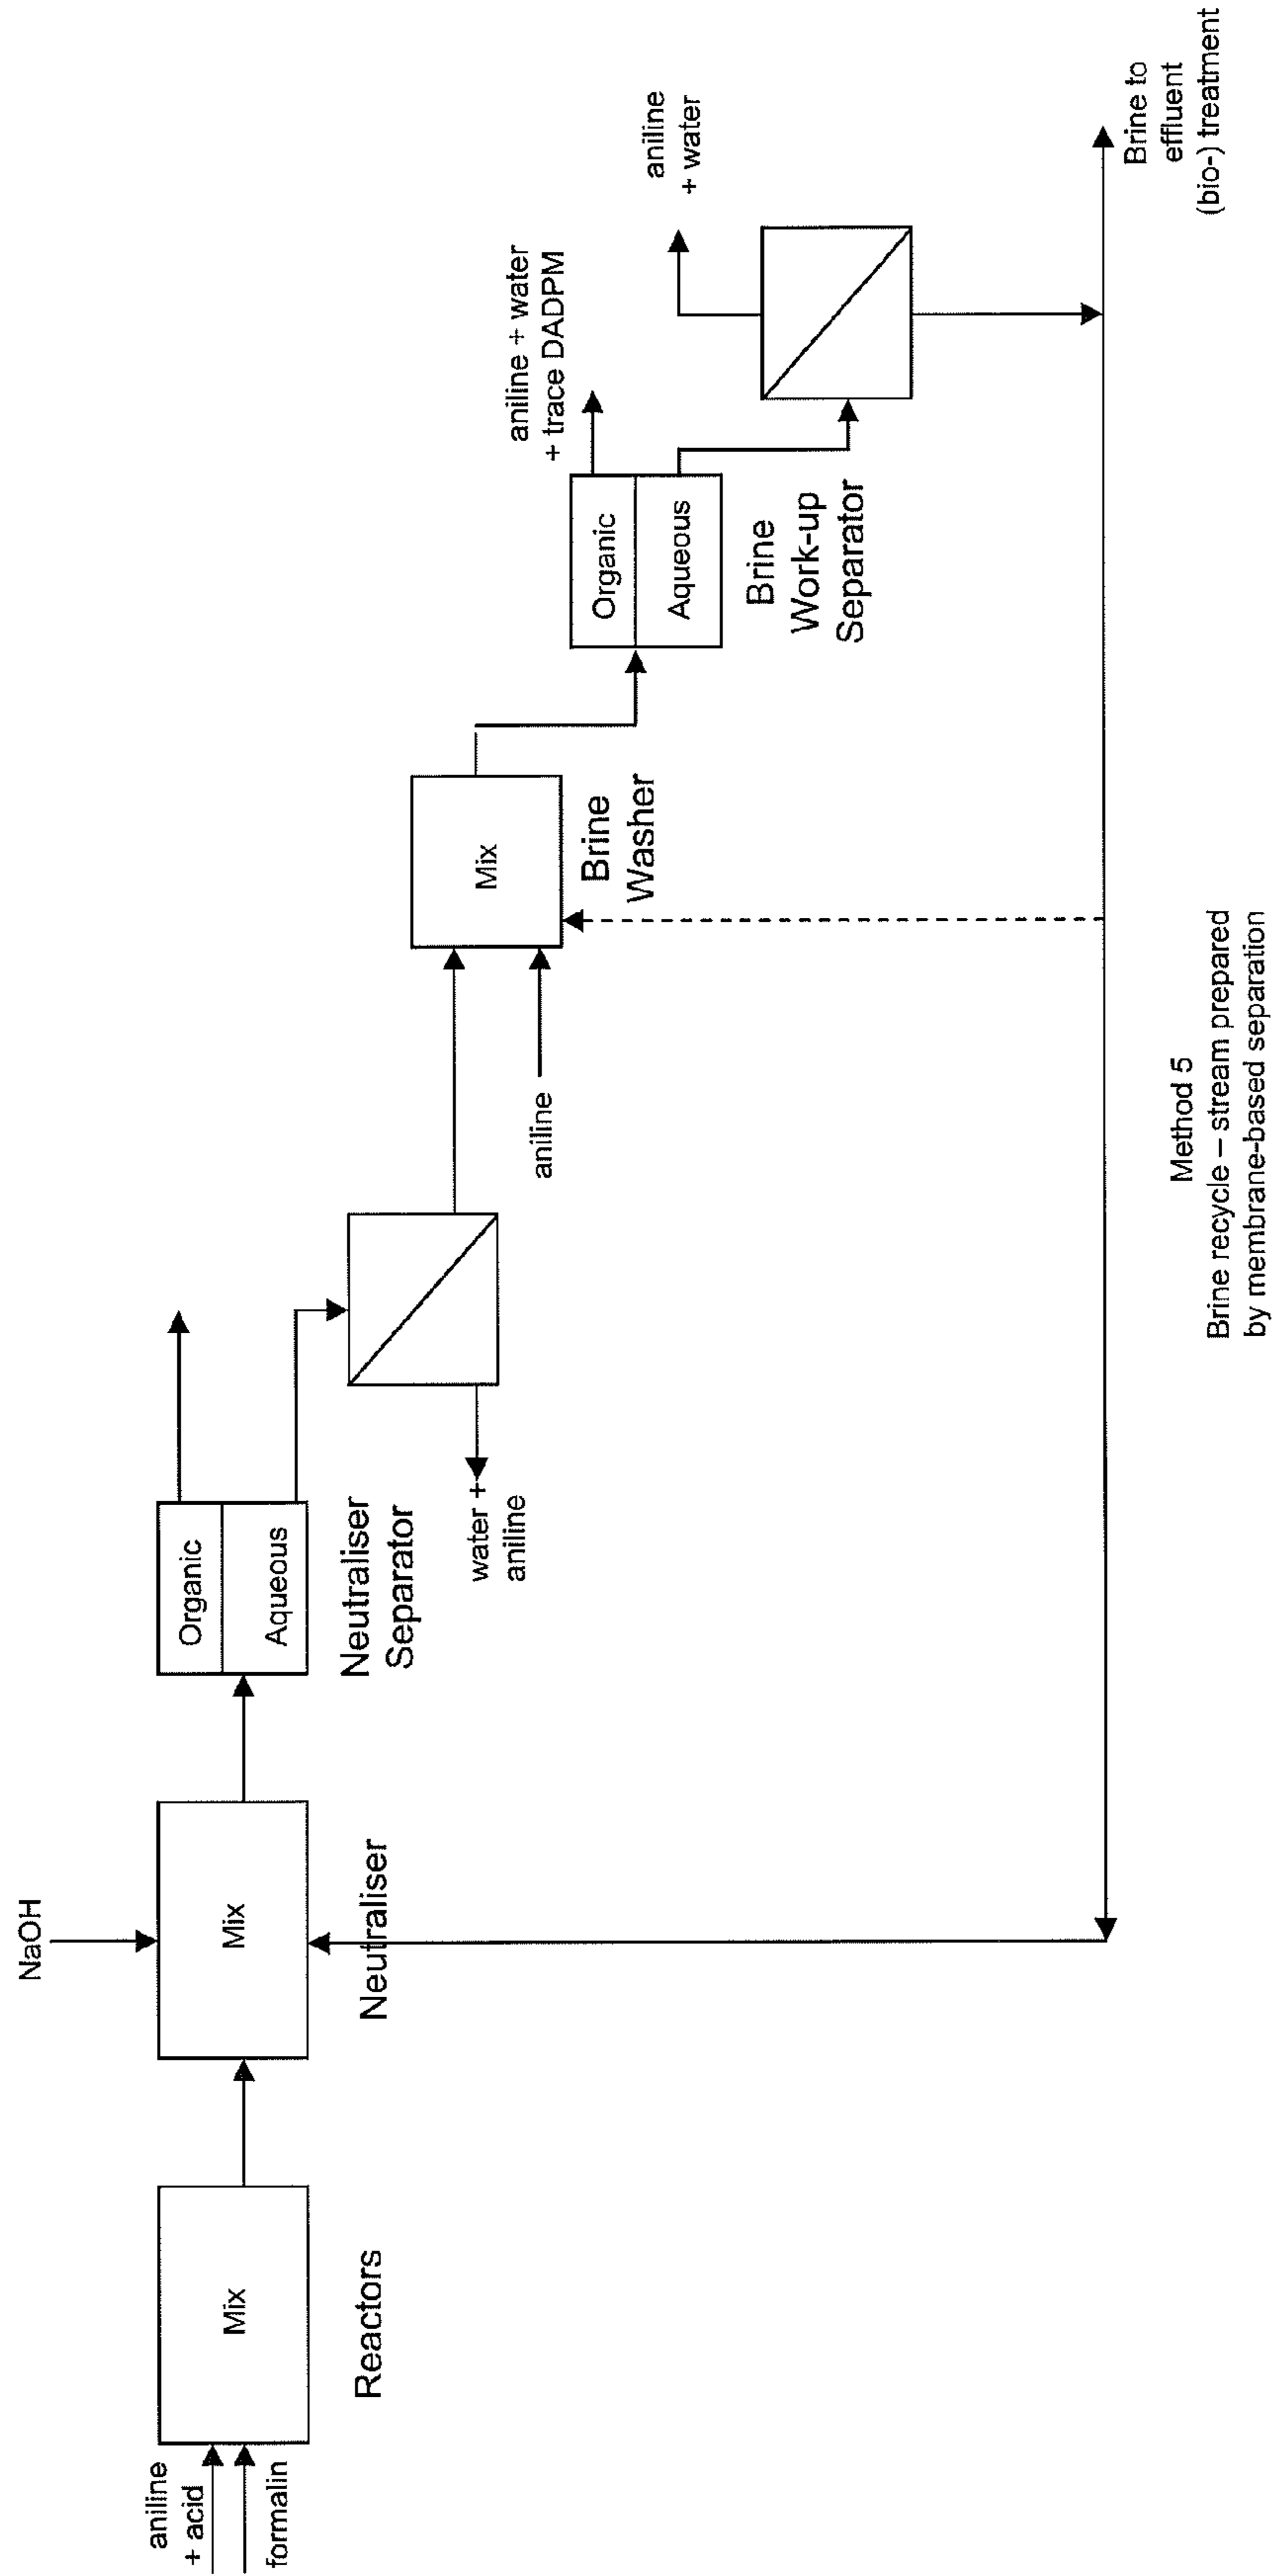 aniline
+ acid
formalin
Mix
Reactors
NaOH
Mix
Neutraliser
Organic
Aqueous
Neutraliser
Separator
water +
aniline
aniline
Mix
Brine
Washer
Organic
Aqueous
Brine
Work-up
Separator
aniline + water
+ trace DADPM
aniline
+ water
Brine to
effluent
(bio-) treatment
Method 5
Brine recycle – stream prepared
by membrane-based separation